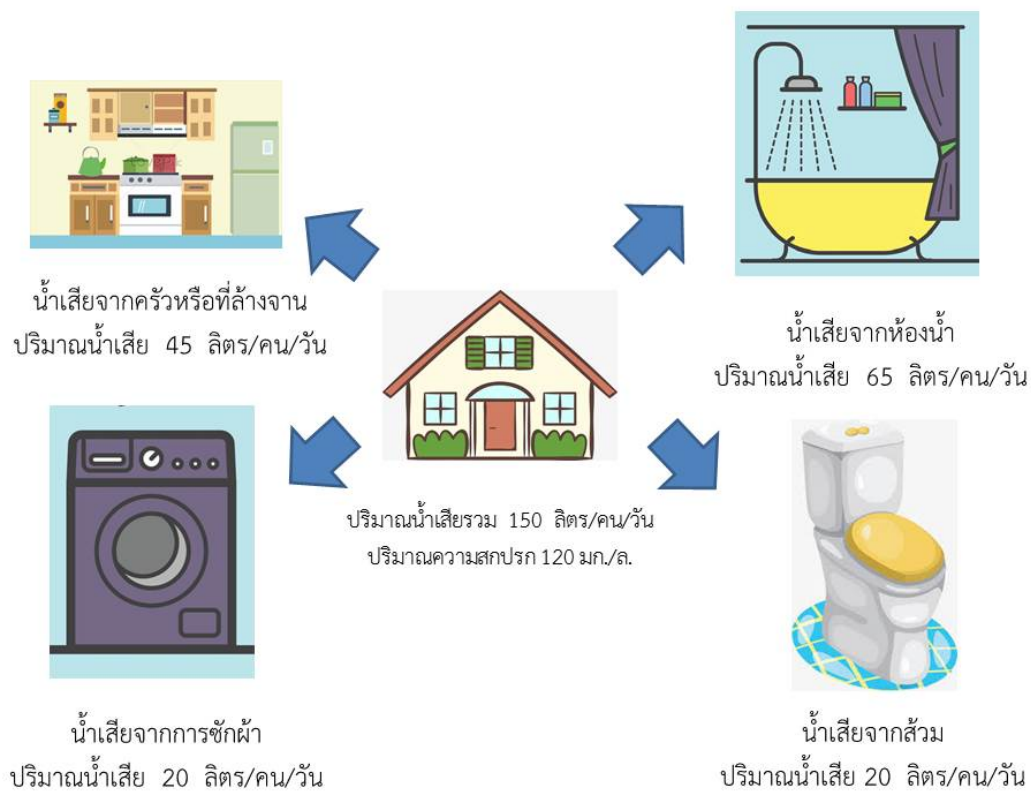 น้ำเสียจากครัวหรือที่ล้างจาน
ปริมาณน้ำเสีย 45 ลิตร/คน/วัน
น้ำเสียจากห้องน้ำ
ปริมาณน้ำเสีย 65 ลิตร/คน/วัน
ปริมาณน้ำเสียรวม 150 ลิตร/คน/วัน
ปริมาณความสกปรก 120 มก./ล.
น้ำเสียจากการซักผ้า
ปริมาณน้ำเสีย 20 ลิตร/คน/วัน
น้ำเสียจากส้วม
ปริมาณน้ำเสีย 20 ลิตร/คน/วัน